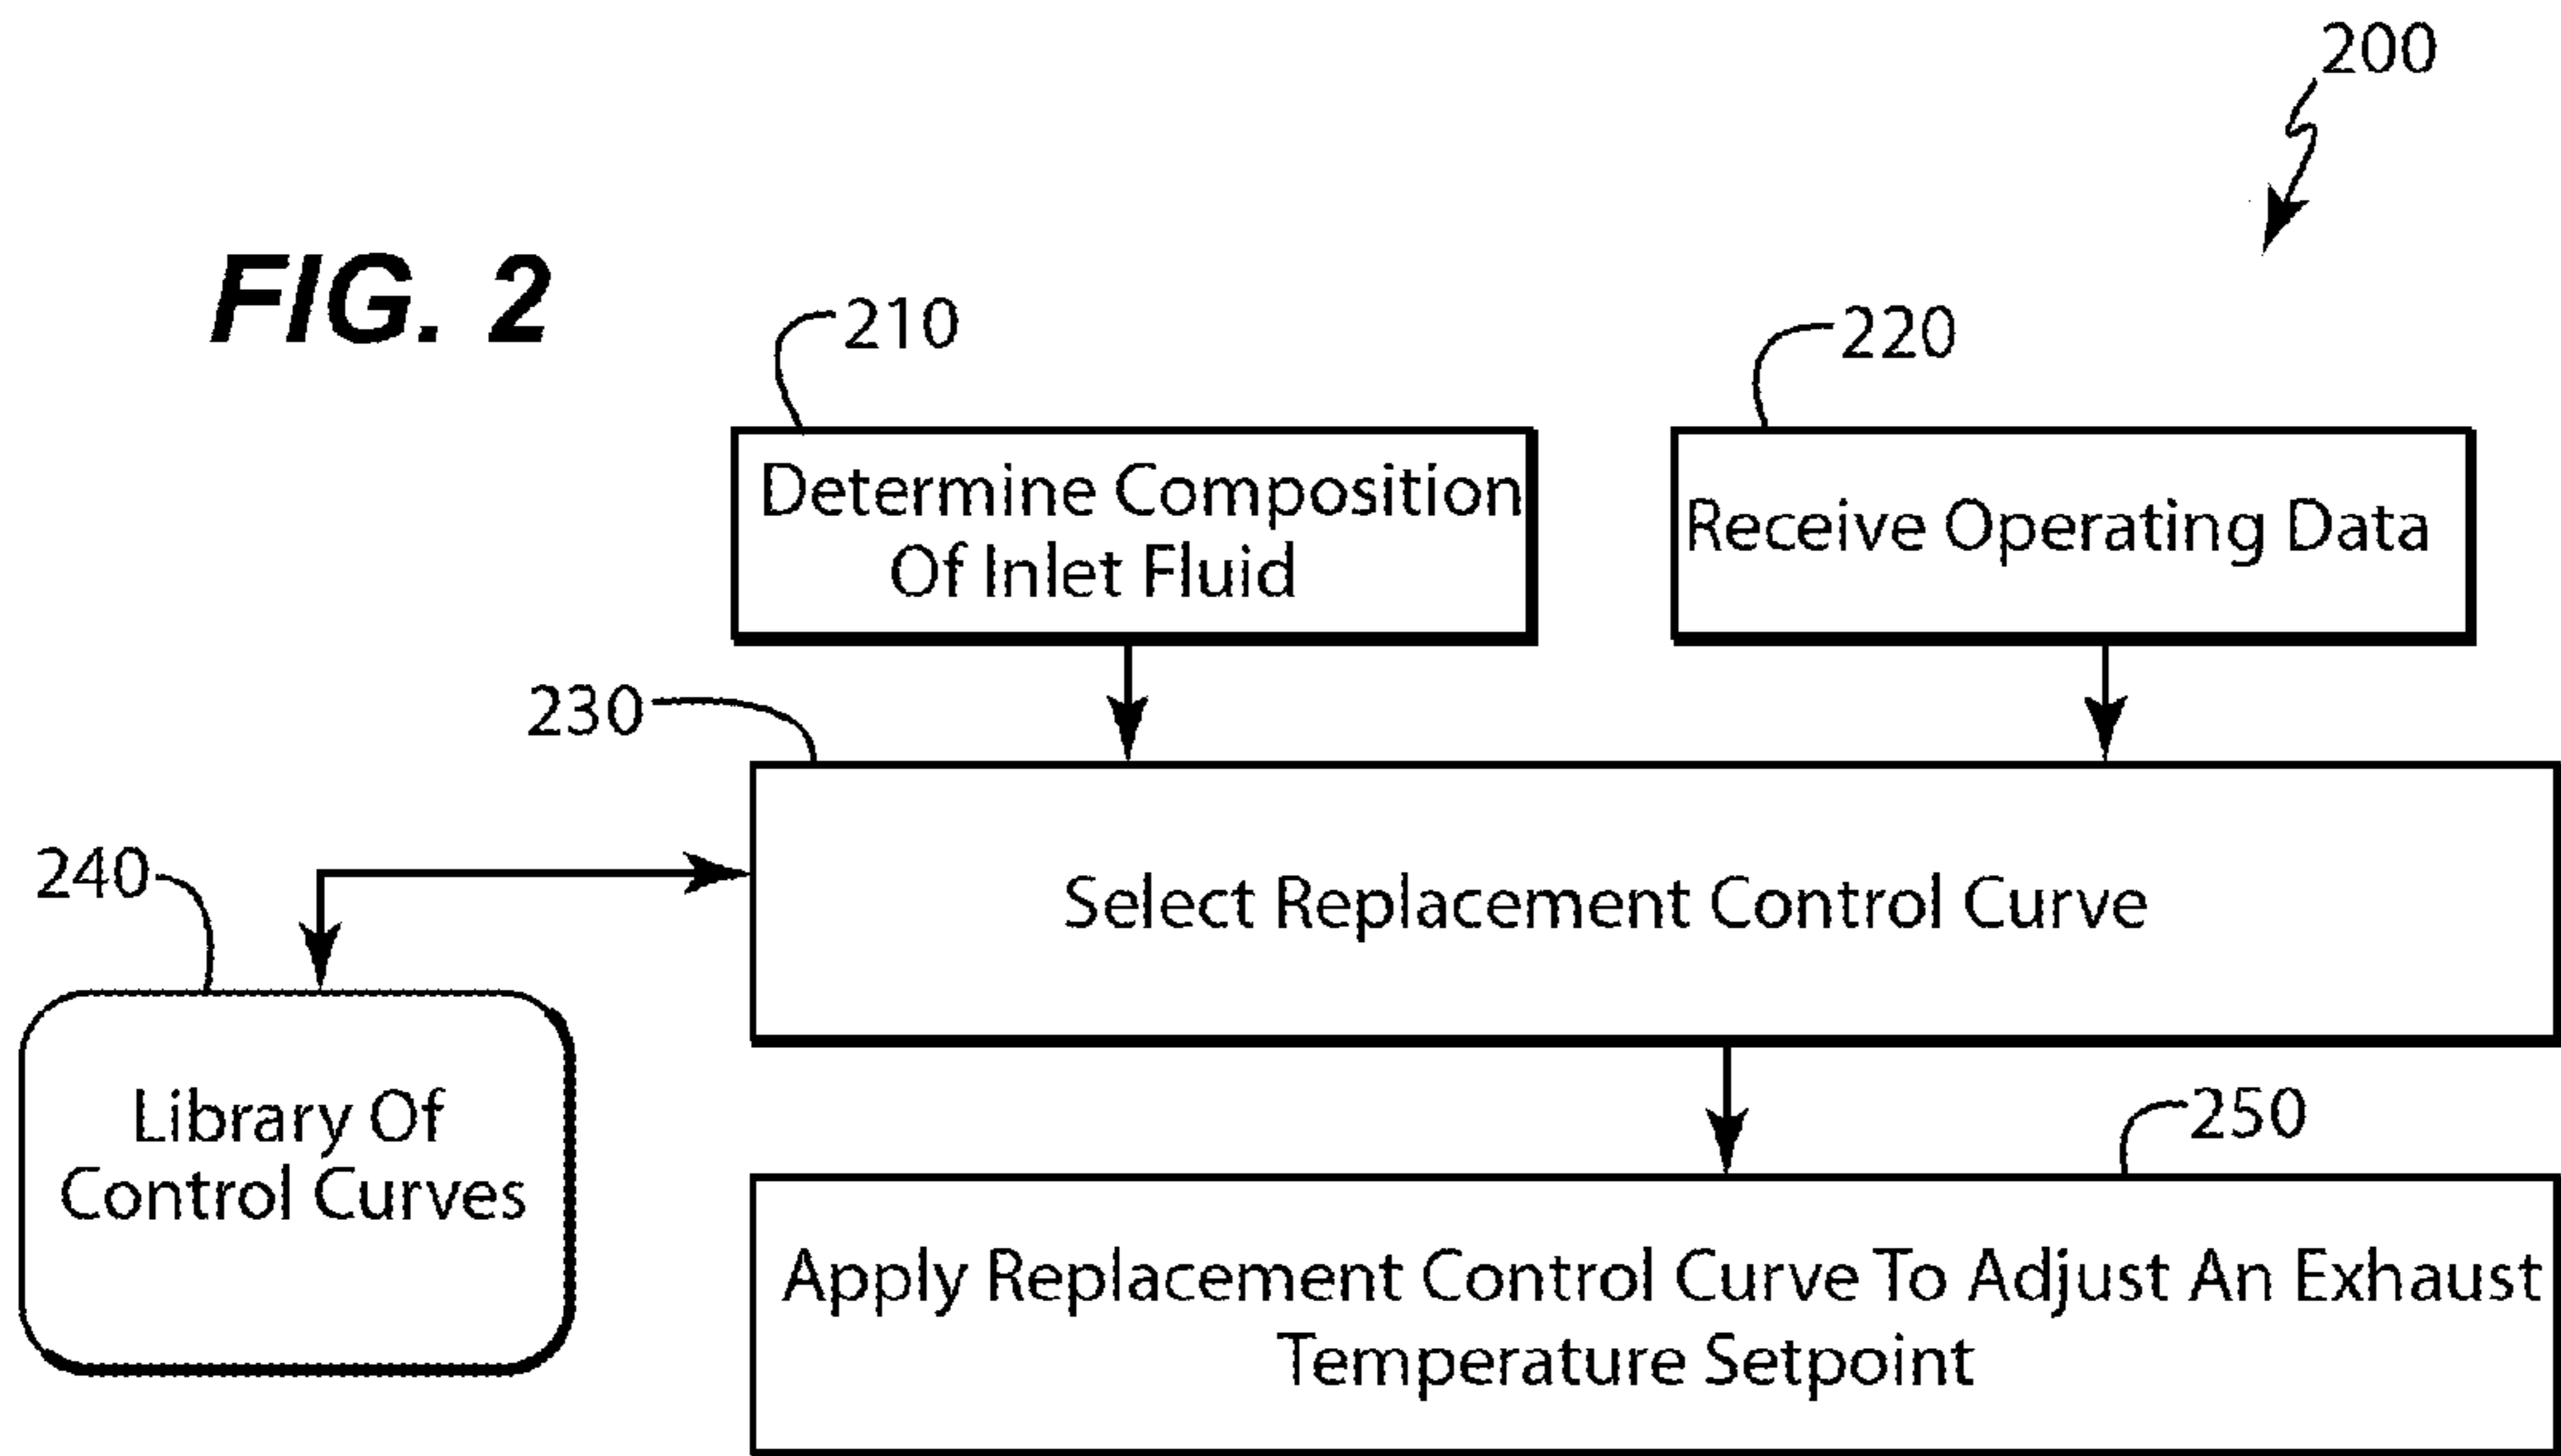 200
FIG. 2
210
220
Determine Composition
Of Inlet Fluid
Receive Operating Data
230
240
Select Replacement Control Curve
Library Of
Control Curves
250
Apply Replacement Control Curve To Adjust An Exhaust
Temperature Setpoint